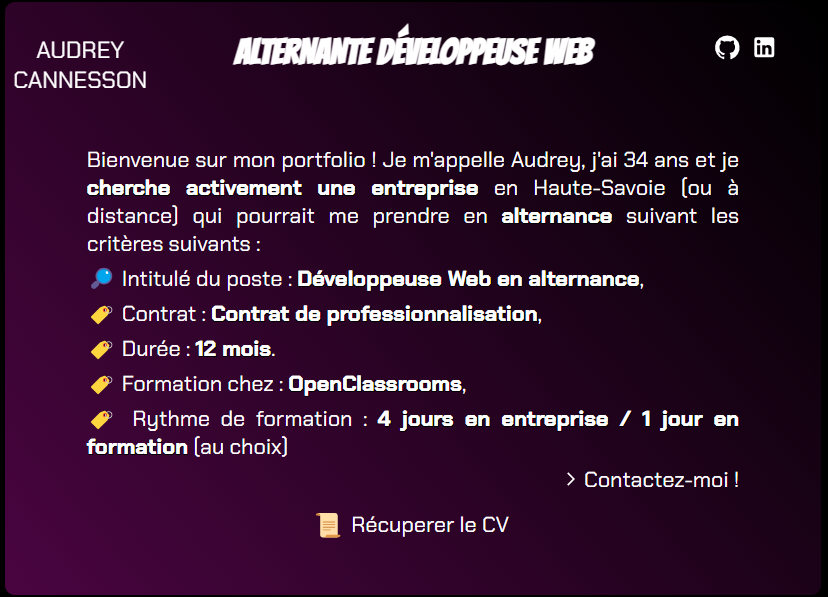 AUDREY
CANNESSON
ALTERNANTE DÉVELOPPEUSE WEB
Bienvenue sur mon portfolio ! Je m'appelle Audrey, j'ai 34 ans et je
cherche activement une entreprise en Haute-Savoie (ou à
distance) qui pourrait me prendre en alternance suivant les
critères suivants :
🔎 Intitulé du poste : Développeuse Web en alternance,
🏷️ Contrat : Contrat de professionnalisation,
🏷️ Durée : 12 mois.
🏷️ Formation chez : OpenClassrooms,
🏷️ Rythme de formation : 4 jours en entreprise / 1 jour en
formation (au choix)
> Contactez-moi !
📜 Récuperer le CV